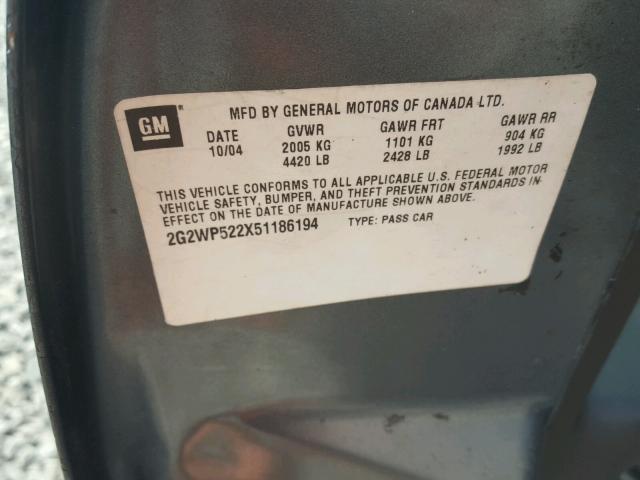 GM
MFD BY GENERAL MOTORS OF CANADA LTD.
DATE GVWR GAWR FRT GAWR RR
10/04 2005 KG 1101 KG 904 KG
4420 LB 2428 LB 1992 LB
THIS VEHICLE CONFORMS TO ALL APPLICABLE U.S. FEDERAL MOTOR
VEHICLE SAFETY, BUMPER, AND THEFT PREVENTION STANDARDS IN
EFFECT ON THE DATE OF MANUFACTURE SHOWN ABOVE.
2G2WP522X51186194 TYPE: PASS CAR